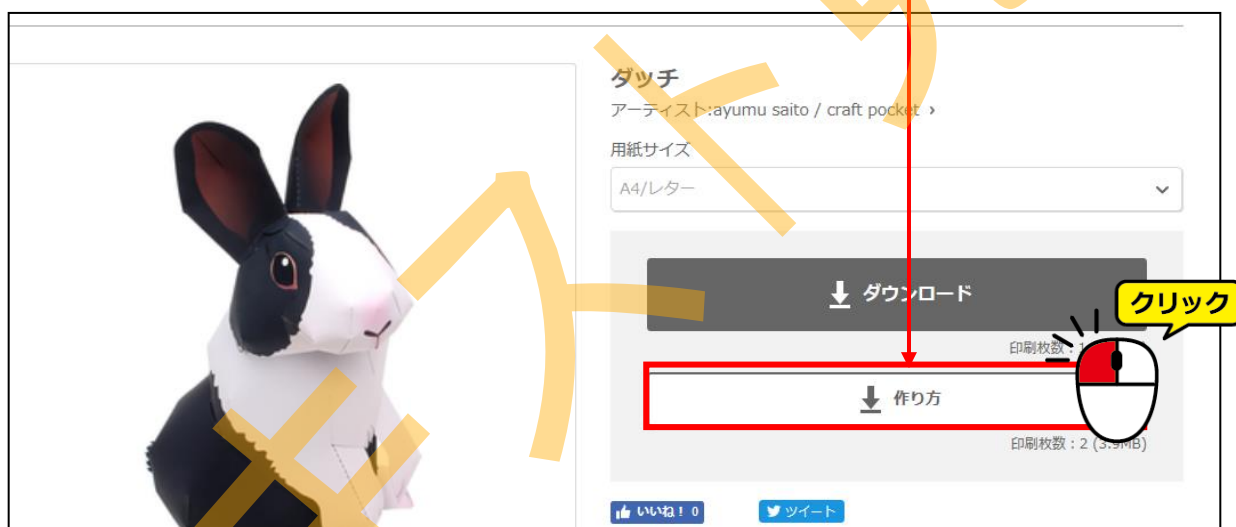 ダッチ
アーティスト:ayumu saito / craft pocket ›
用紙サイズ
A4/レター
ダウンロード
クリック
印刷枚数:1
作り方
印刷枚数:2 (3.9MB)
いいね! 0
ツイート